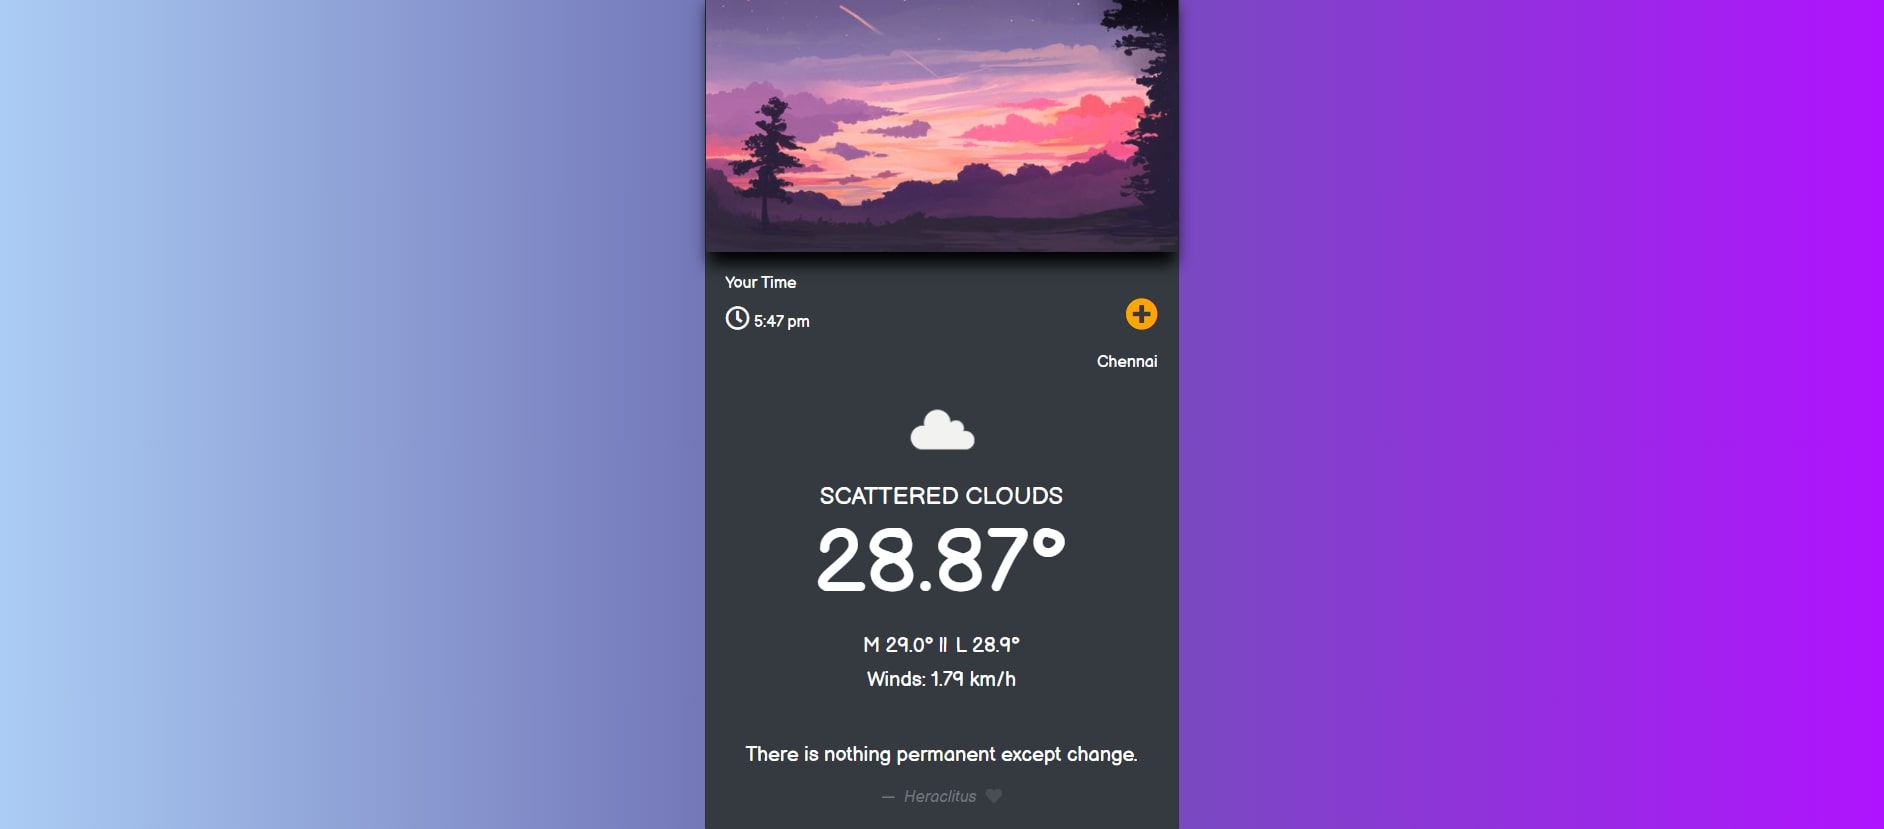 Your Time
5:47 pm
Chennai
SCATTERED CLOUDS
28.87°
M 29.0° || L 28.9°
Winds: 1.79 km/h
There is nothing permanent except change.
— Heraclitus